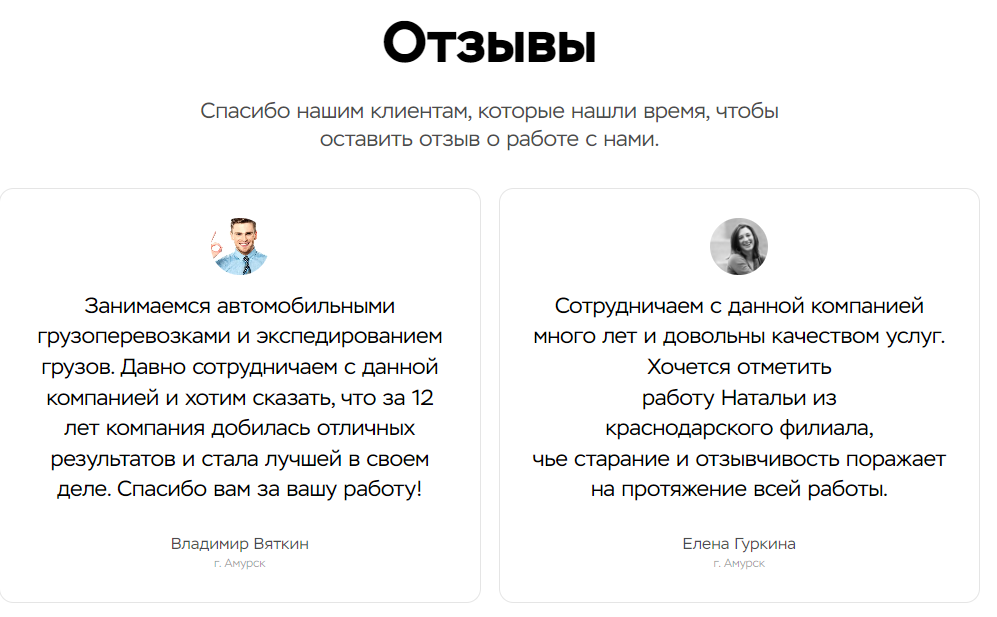 Отзывы
Спасибо нашим клиентам, которые нашли время, чтобы
оставить отзыв о работе с нами.
Занимаемся автомобильными
грузоперевозками и экспедированием
грузов. Давно сотрудничаем с данной
компанией и хотим сказать, что за 12
лет компания добилась отличных
результатов и стала лучшей в своем
деле. Спасибо вам за вашу работу!
Владимир Вяткин
г. Амурск
Сотрудничаем с данной компанией
много лет и довольны качеством услуг.
Хочется отметить
работу Натальи из
краснодарского филиала,
чье старание и отзывчивость поражает
на протяжение всей работы.
Елена Гуркина
г. Амурск